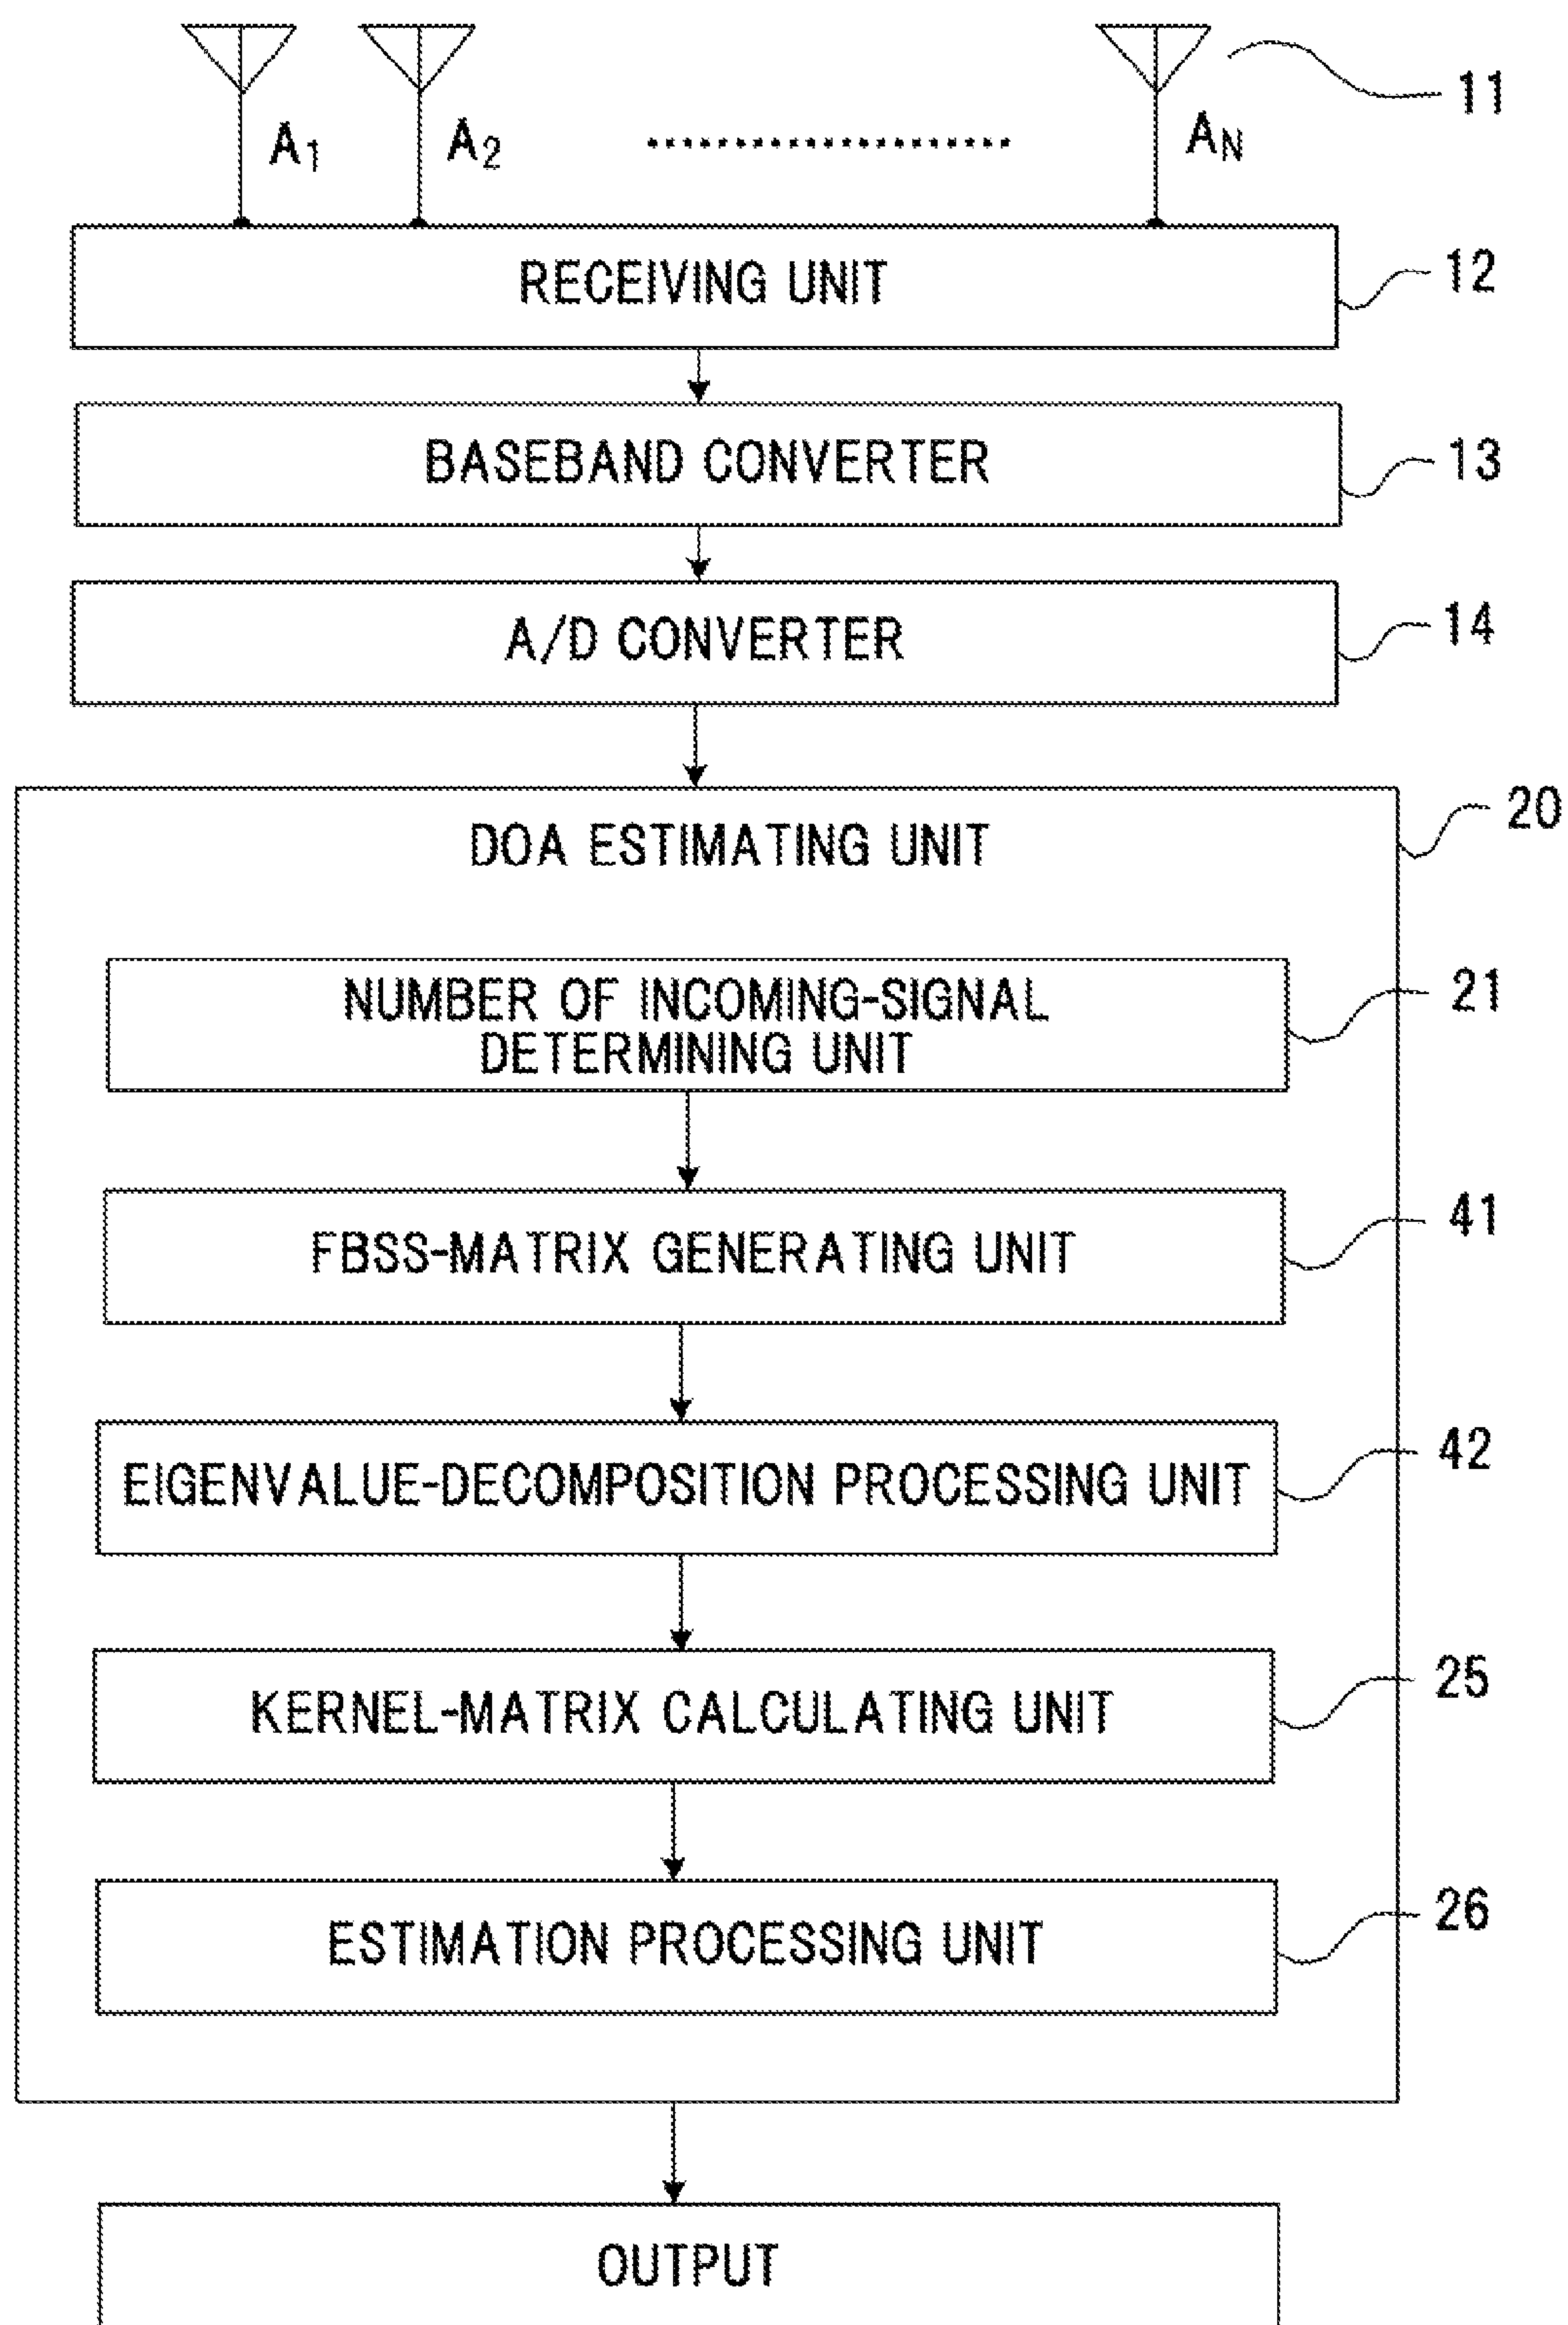 11
A1 A2 AN
RECEIVING UNIT 12
BASEBAND CONVERTER 13
A/D CONVERTER 14
DOA ESTIMATING UNIT 20
NUMBER OF INCOMING-SIGNAL 21
DETERMINING UNIT
FBSS-MATRIX GENERATING UNIT 41
EIGENVALUE-DECOMPOSITION PROCESSING UNIT 42
KERNEL-MATRIX CALCULATING UNIT 25
ESTIMATION PROCESSING UNIT 26
OUTPUT